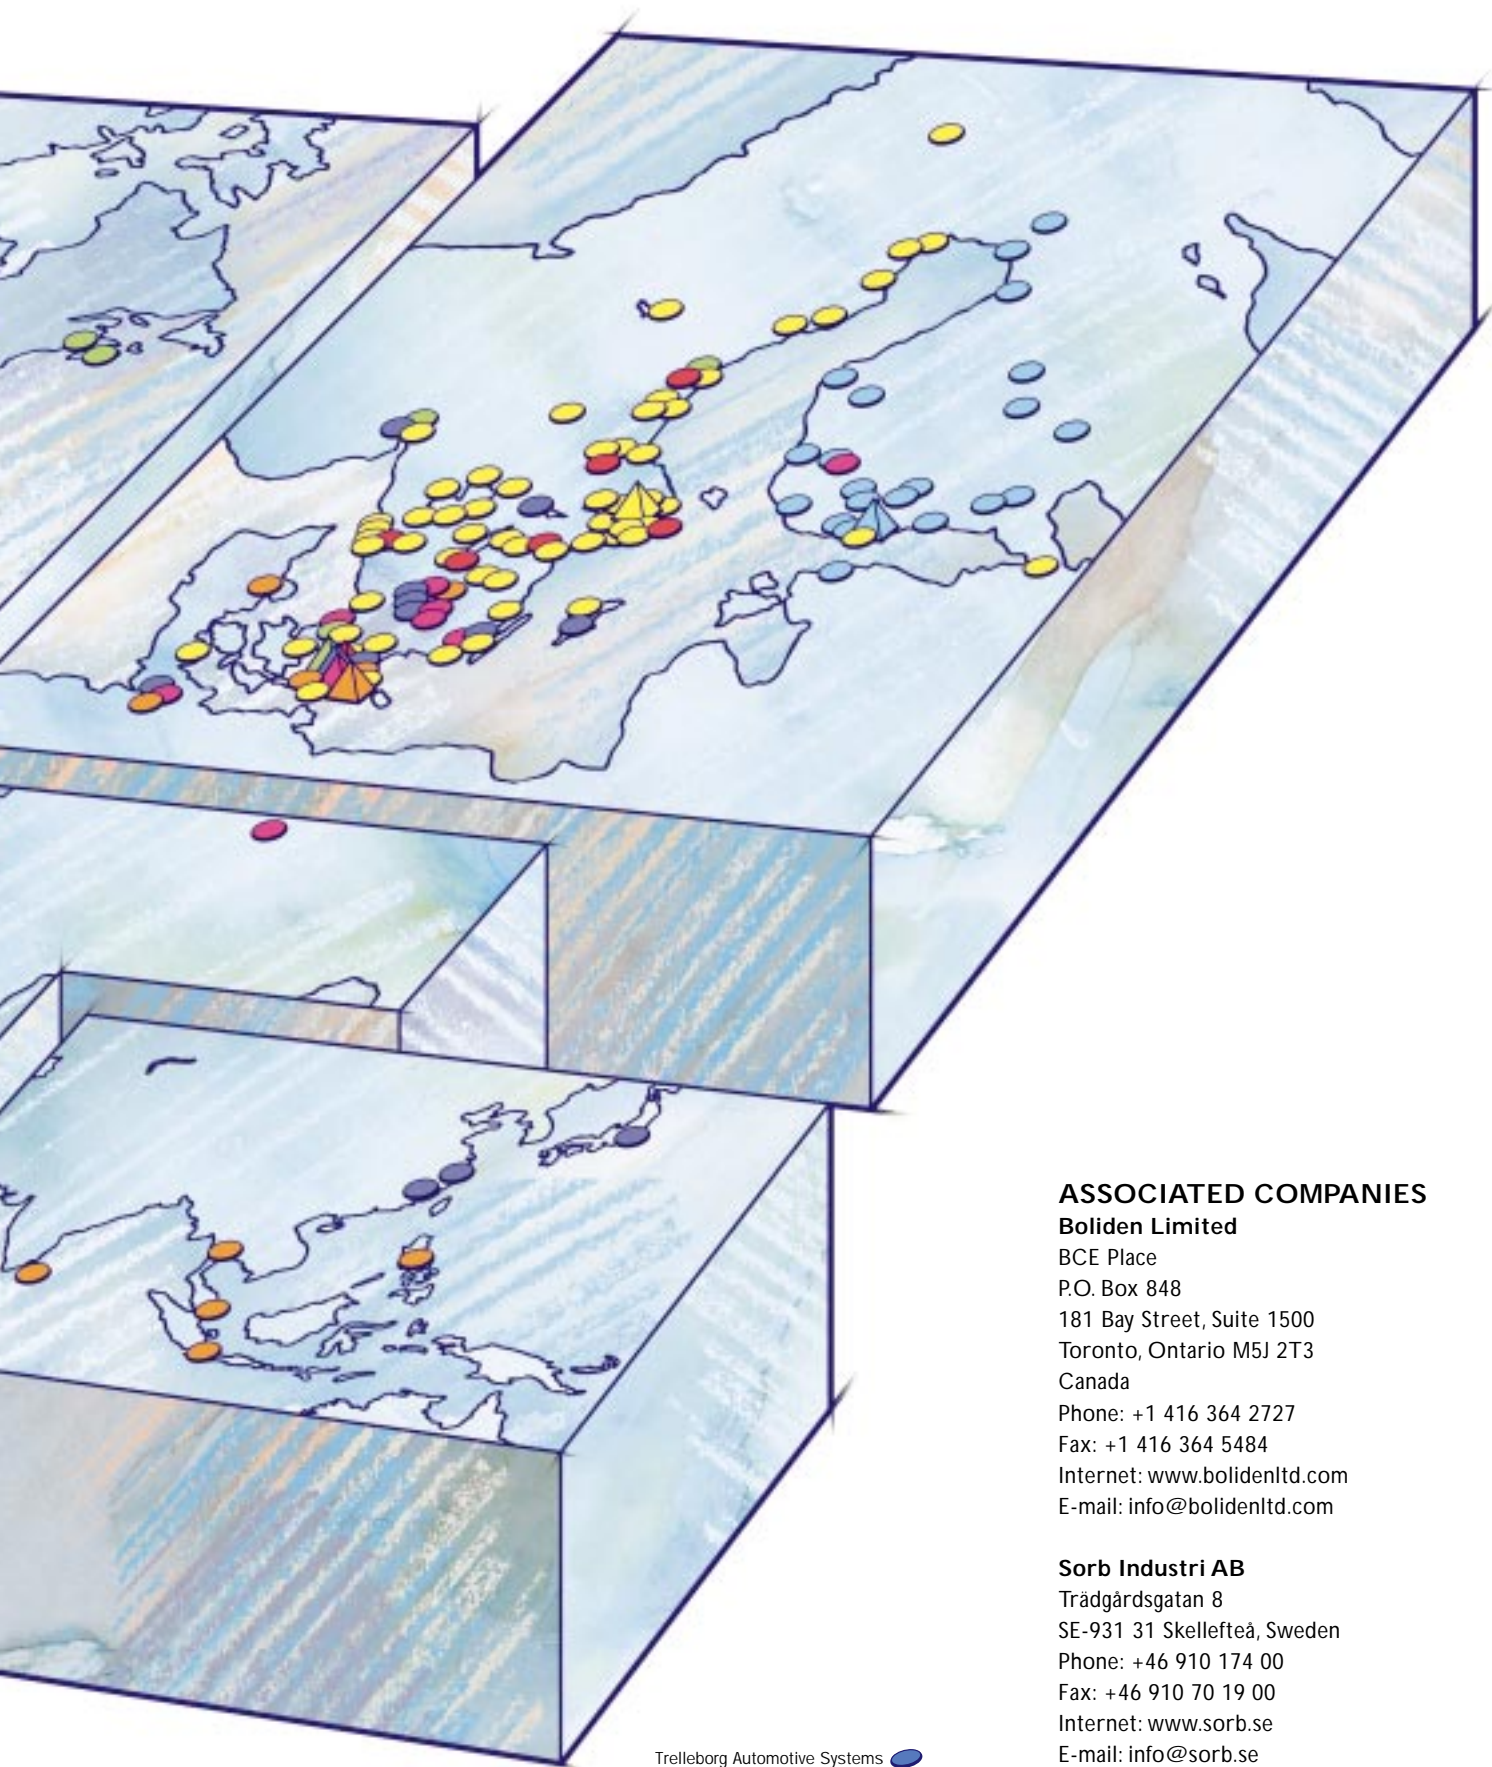 ASSOCIATED COMPANIES
Boliden Limited
BCE Place
P.O. Box 848
181 Bay Street, Suite 1500
Toronto, Ontario M5J 2T3
Canada
Phone: +1 416 364 2727
Fax: +1 416 364 5484
Internet: www.bolidenltd.com
E-mail: info@bolidenltd.com
Sorb Industri AB
Trädgårdsgatan 8
SE-931 31 Skellefteå, Sweden
Phone: +46 910 174 00
Fax: +46 910 70 19 00
Internet: www.sorb.se
E-mail: info@sorb.se
Trelleborg Automotive Systems